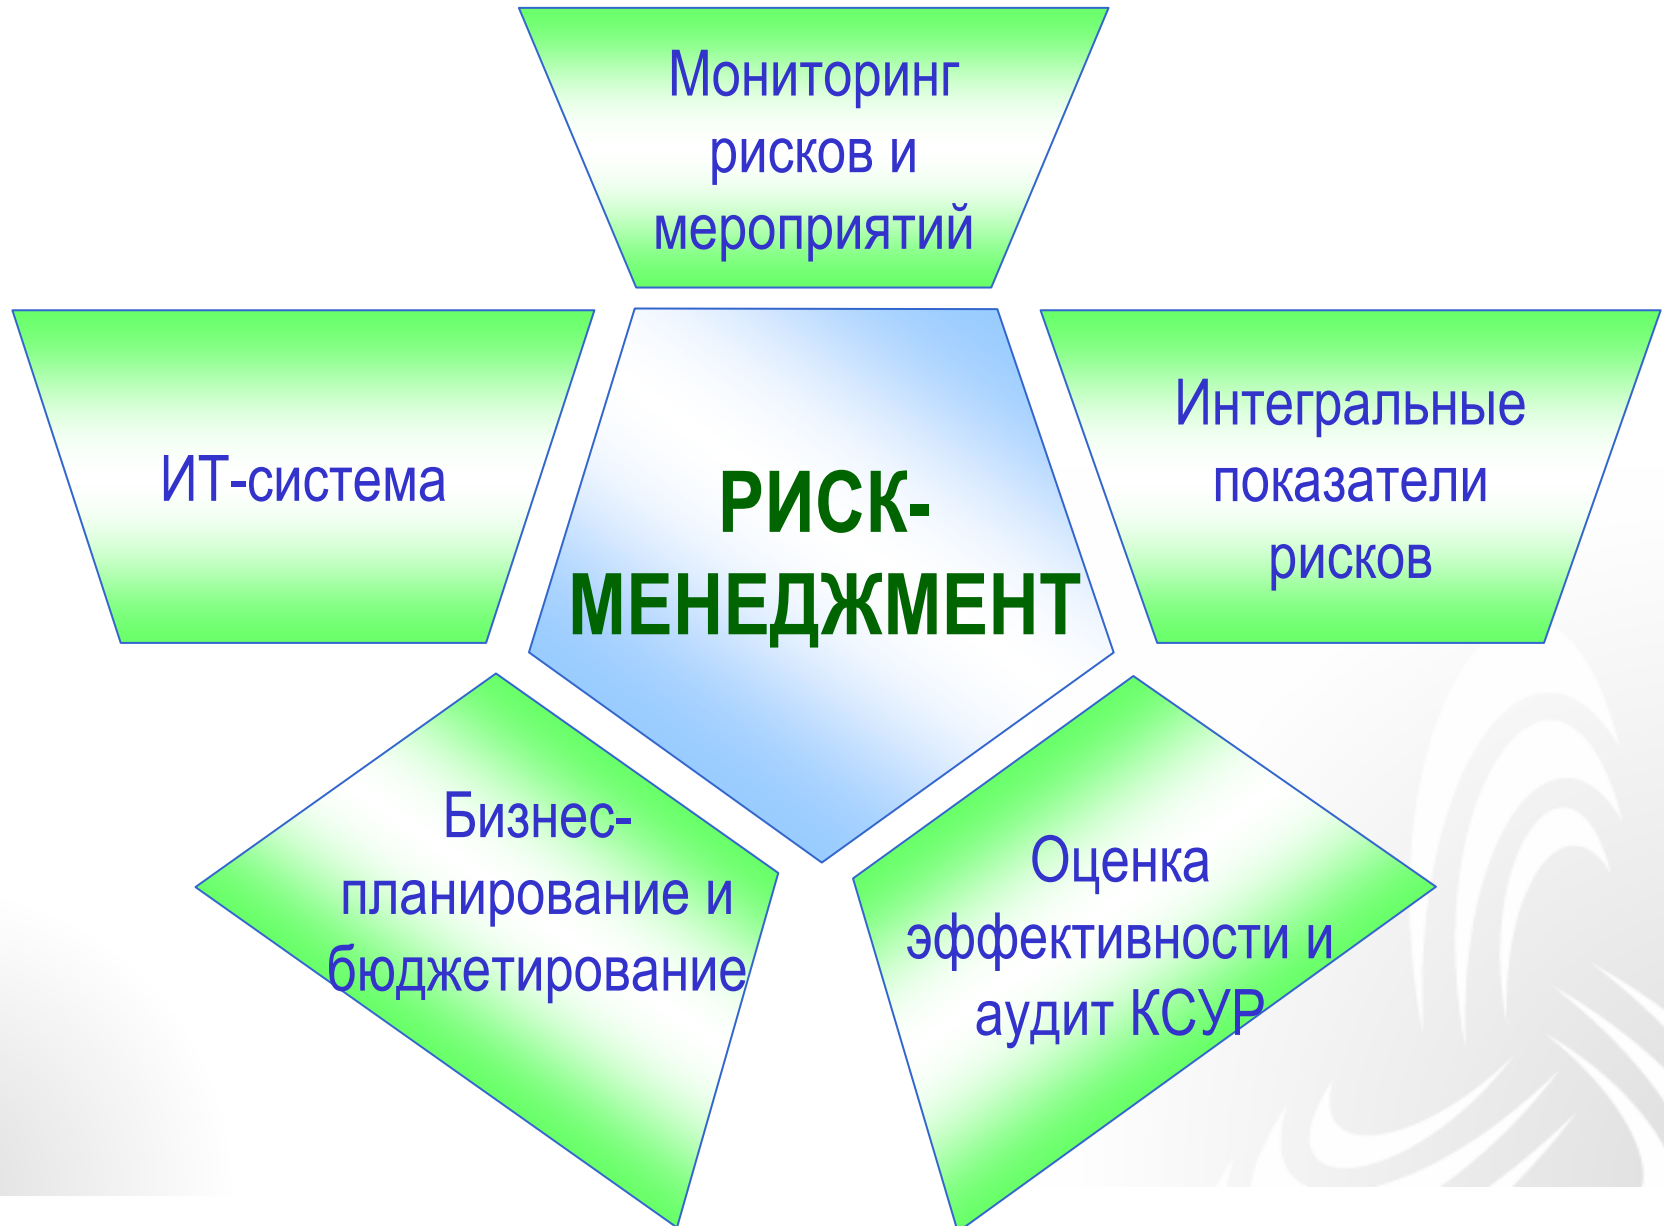 Мониторинг
рисков и
мероприятий
ИТ-система
РИСК-
МЕНЕДЖМЕНТ
Интегральные
показатели
рисков
Бизнес-
планирование и
бюджетирование
Оценка
эффективности и
аудит КСУР